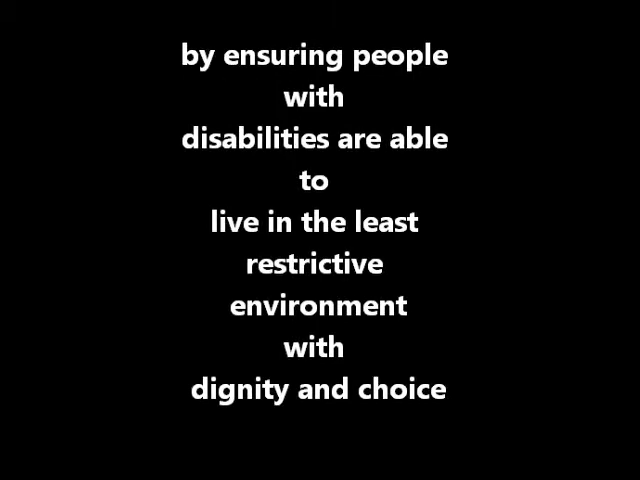 by ensuring people
with
disabilities are able
to
live in the least
restrictive
environment
with
dignity and choice